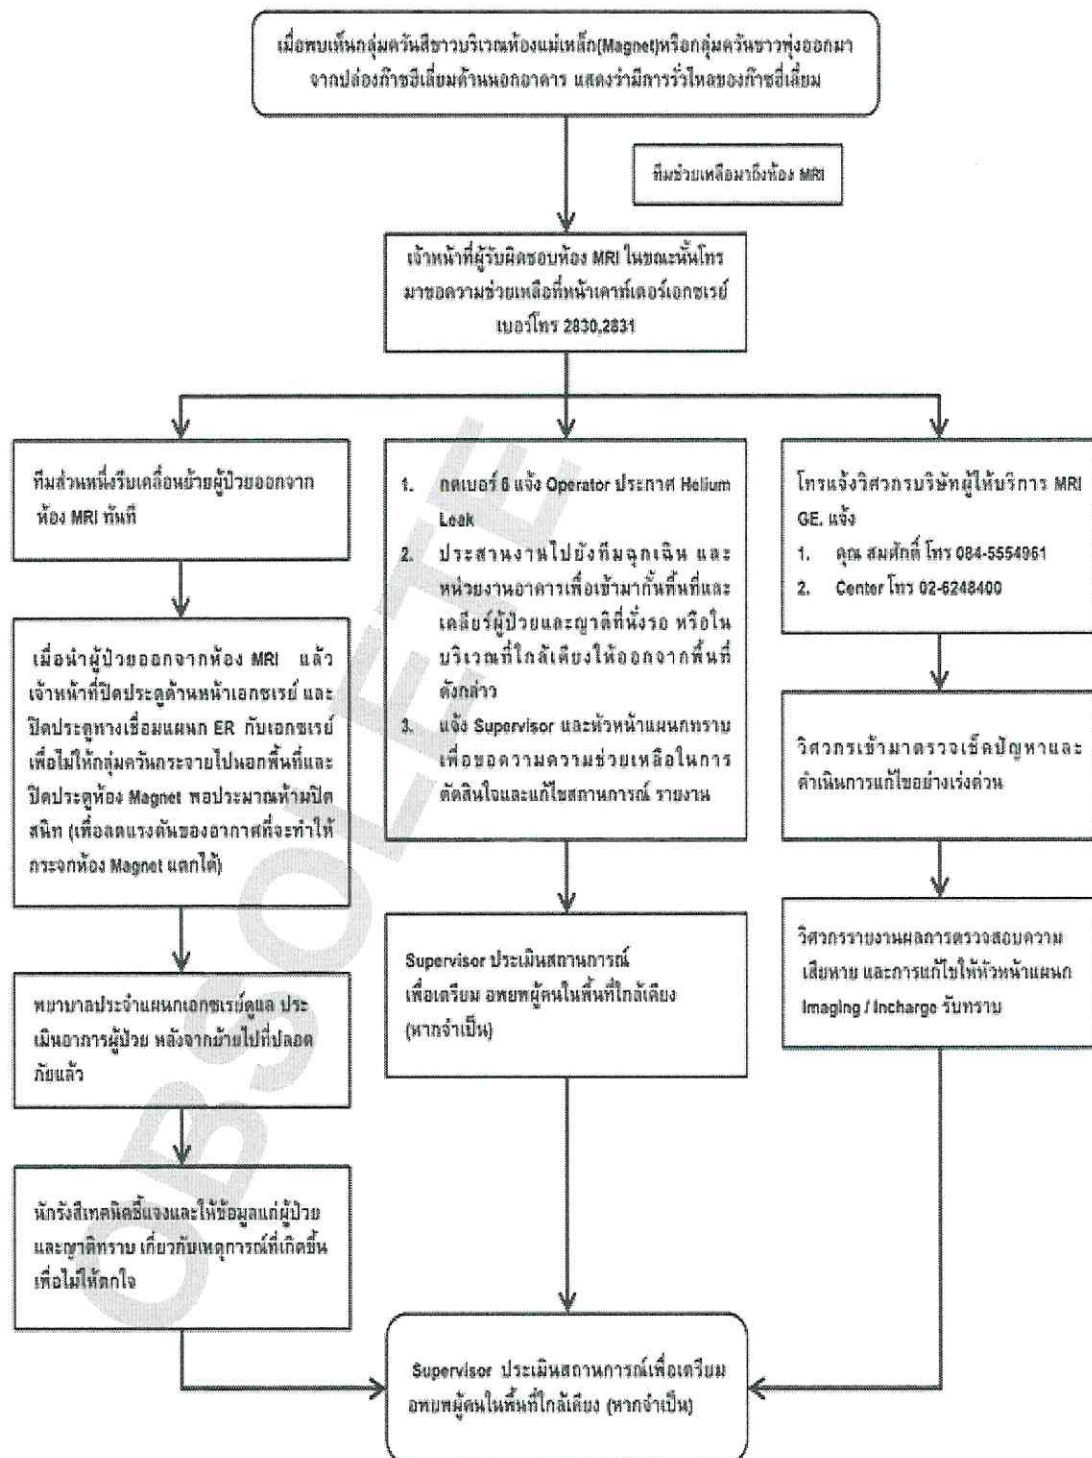 เมื่อพบเห็นกลุ่มควันสีขาวบริเวณห้องแม่เหล็ก(Magnet)หรือกลุ่มควันขาวพุ่งออกมา
จากปล่องก๊าซฮีเลี่ยมด้านนอกอาคาร แสดงว่ามีการรั่วไหลของก๊าซฮีเลี่ยม
ทีมช่วยเหลือมาถึงห้อง MRI
เจ้าหน้าที่ผู้รับผิดชอบห้อง MRI ในขณะนั้นโทร
มาขอความช่วยเหลือที่หน้าเคาท์เตอร์เอกซเรย์
เบอร์โทร 2830,2831
ทีมส่วนหนึ่งรีบเคลื่อนย้ายผู้ป่วยออกจาก
ห้อง MRI ทันที
เมื่อนำผู้ป่วยออกจากห้อง MRI แล้ว
เจ้าหน้าที่ปิดประตูด้านหน้าเอกซเรย์ และ
ปิดประตูทางเชื่อมแผนก ER กับเอกซเรย์
เพื่อไม่ให้กลุ่มควันกระจายไปนอกพื้นที่และ
ปิดประตูห้อง Magnet พอประมาณห้ามปิด
สนิท (เพื่อลดแรงดันของอากาศที่จะทำให้
กระจกห้อง Magnet แตกได้)
พยาบาลประจำแผนกเอกซเรย์ดูแล ประ
เมินอาการผู้ป่วย หลังจากย้ายไปที่ปลอด
ภัยแล้ว
นักรังสีเทคนิคชี้แจงและให้ข้อมูลแก่ผู้ป่วย
และญาติทราบ เกี่ยวกับเหตุการณ์ที่เกิดขึ้น
เพื่อไม่ให้ตกใจ
1. กดเบอร์ 6 แจ้ง Operator ประกาศ Helium
Leak
2. ประสานงานไปยังทีมฉุกเฉิน และ
หน่วยงานอาคารเพื่อเข้ามากั้นพื้นที่และ
เคลียร์ผู้ป่วยและญาติที่นั่งรอ หรือใน
บริเวณที่ใกล้เคียงให้ออกจากพื้นที่
ดังกล่าว
3. แจ้ง Supervisor และหัวหน้าแผนกทราบ
เพื่อขอความความช่วยเหลือในการ
ตัดสินใจและแก้ไขสถานการณ์ รายงาน
Supervisor ประเมินสถานการณ์
เพื่อเตรียม อพยพผู้คนในพื้นที่ใกล้เคียง
(หากจำเป็น)
โทรแจ้งวิศวกรบริษัทผู้ให้บริการ MRI
GE. แจ้ง
1. คุณ สมศักดิ์ โทร 084-5554961
2. Center โทร 02-6248400
วิศวกรเข้ามาตรวจเช็คปัญหาและ
ดำเนินการแก้ไขอย่างเร่งด่วน
วิศวกรรายงานผลการตรวจสอบความ
เสียหาย และการแก้ไขให้หัวหน้าแผนก
Imaging / Incharge รับทราบ
Supervisor ประเมินสถานการณ์เพื่อเตรียม
อพยพผู้คนในพื้นที่ใกล้เคียง (หากจำเป็น)
OBSOLETE